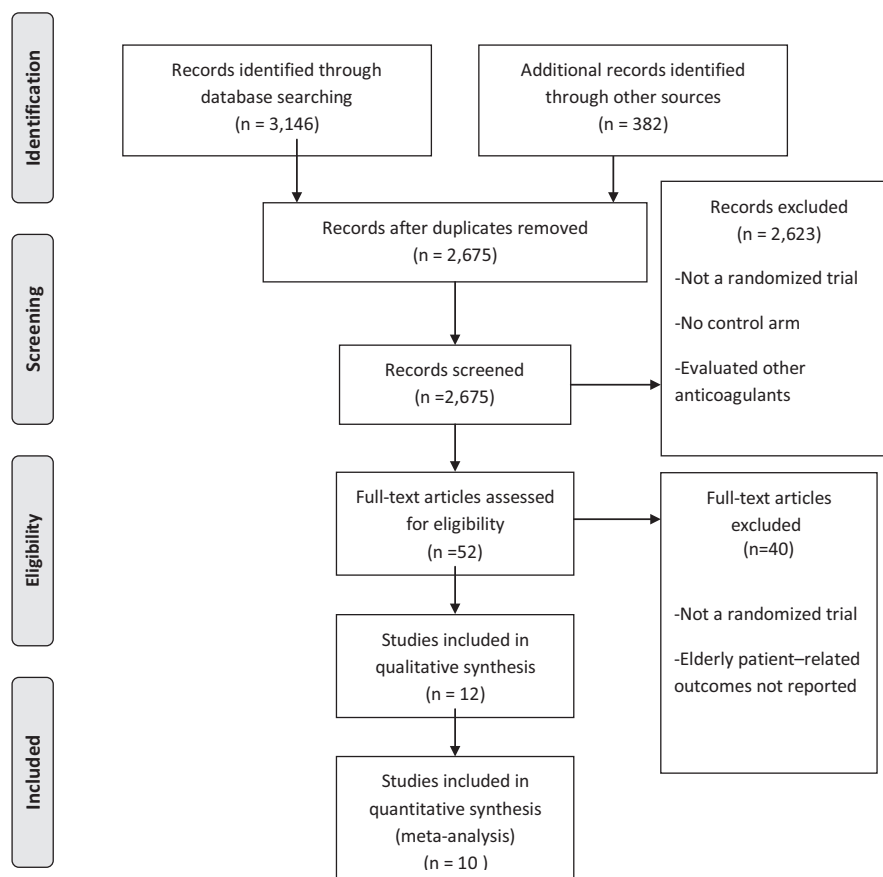 Identification
Records identified through
database searching
(n = 3,146)
Additional records identified
through other sources
(n = 382)
Records after duplicates removed
(n = 2,675)
Records excluded
(n = 2,623)
-Not a randomized trial
-No control arm
-Evaluated other
anticoagulants
Screening
Records screened
(n =2,675)
Eligibility
Full-text articles assessed
for eligibility
(n =52)
Full-text articles
excluded
(n=40)
-Not a randomized trial
-Elderly patient–related
outcomes not reported
Studies included in
qualitative synthesis
(n = 12)
Included
Studies included in
quantitative synthesis
(meta-analysis)
(n = 10 )